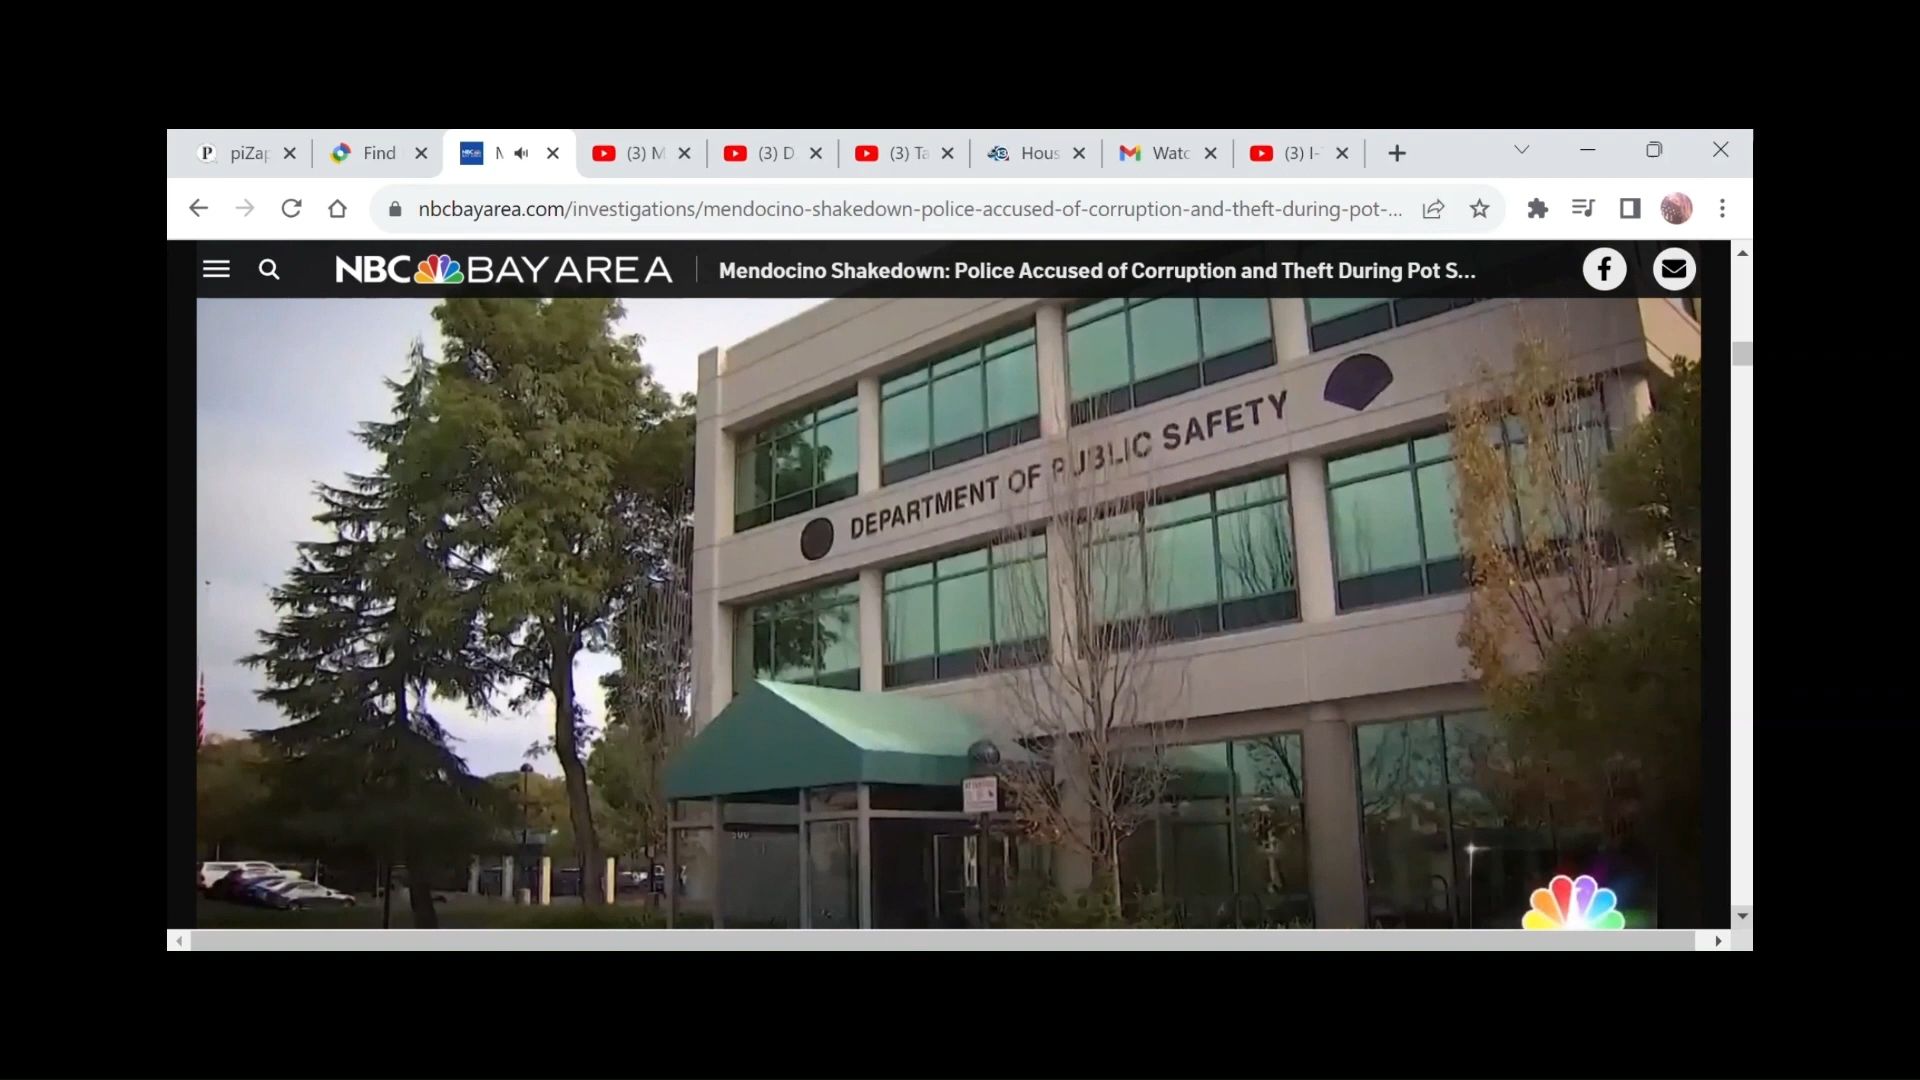 piZap
Find
M
(3) M
(3) D
(3) Ta
Hous
Watc
(3) I-
nbcbayarea.com/investigations/mendocino-shakedown-police-accused-of-corruption-and-theft-during-pot-...
NBC BAY AREA
Mendocino Shakedown: Police Accused of Corruption and Theft During Pot S...
DEPARTMENT OF PUBLIC SAFETY
500